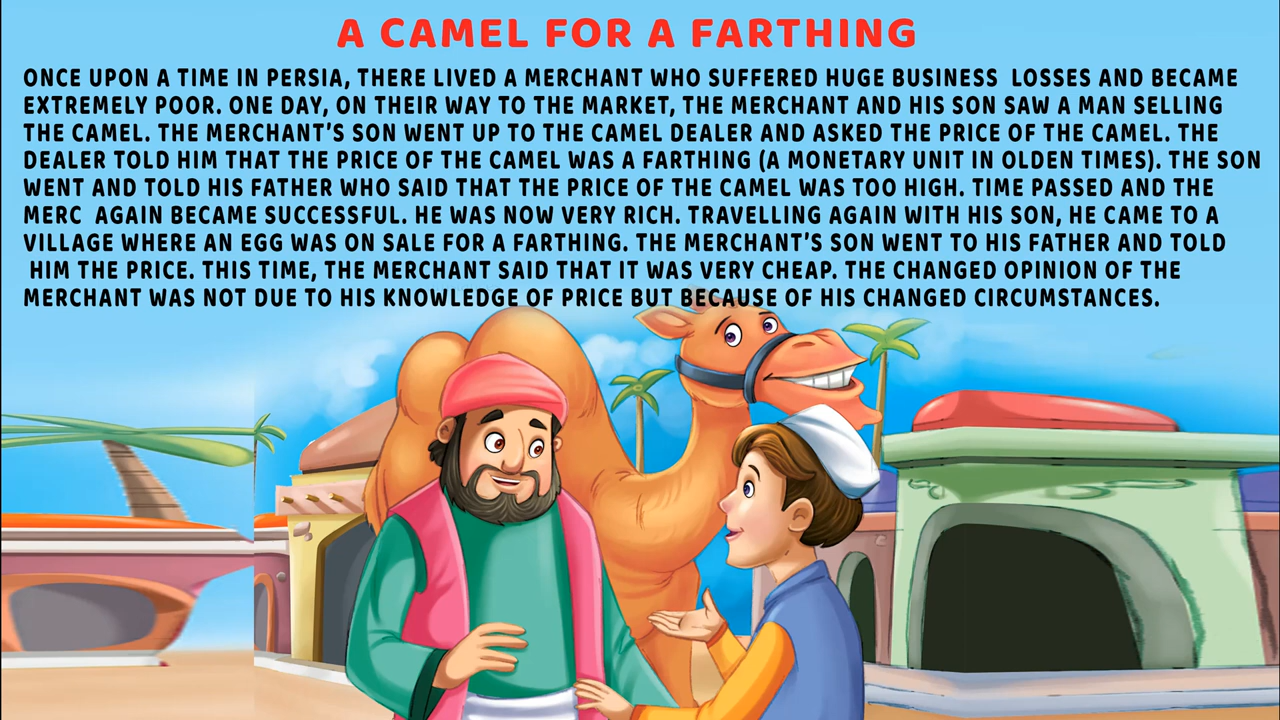 A CAMEL FOR A FARTHING
ONCE UPON A TIME IN PERSIA, THERE LIVED A MERCHANT WHO SUFFERED HUGE BUSINESS LOSSES AND BECAME
EXTREMELY POOR. ONE DAY, ON THEIR WAY TO THE MARKET, THE MERCHANT AND HIS SON SAW A MAN SELLING
THE CAMEL. THE MERCHANT'S SON WENT UP TO THE CAMEL DEALER AND ASKED THE PRICE OF THE CAMEL. THE
DEALER TOLD HIM THAT THE PRICE OF THE CAMEL WAS A FARTHING (A MONETARY UNIT IN OLDEN TIMES). THE SON
WENT AND TOLD HIS FATHER WHO SAID THAT THE PRICE OF THE CAMEL WAS TOO HIGH. TIME PASSED AND THE
MERC AGAIN BECAME SUCCESSFUL. HE WAS NOW VERY RICH. TRAVELLING AGAIN WITH HIS SON, HE CAME TO A
VILLAGE WHERE AN EGG WAS ON SALE FOR A FARTHING. THE MERCHANT'S SON WENT TO HIS FATHER AND TOLD
HIM THE PRICE. THIS TIME, THE MERCHANT SAID THAT IT WAS VERY CHEAP. THE CHANGED OPINION OF THE
MERCHANT WAS NOT DUE TO HIS KNOWLEDGE OF PRICE BUT BECAUSE OF HIS CHANGED CIRCUMSTANCES.